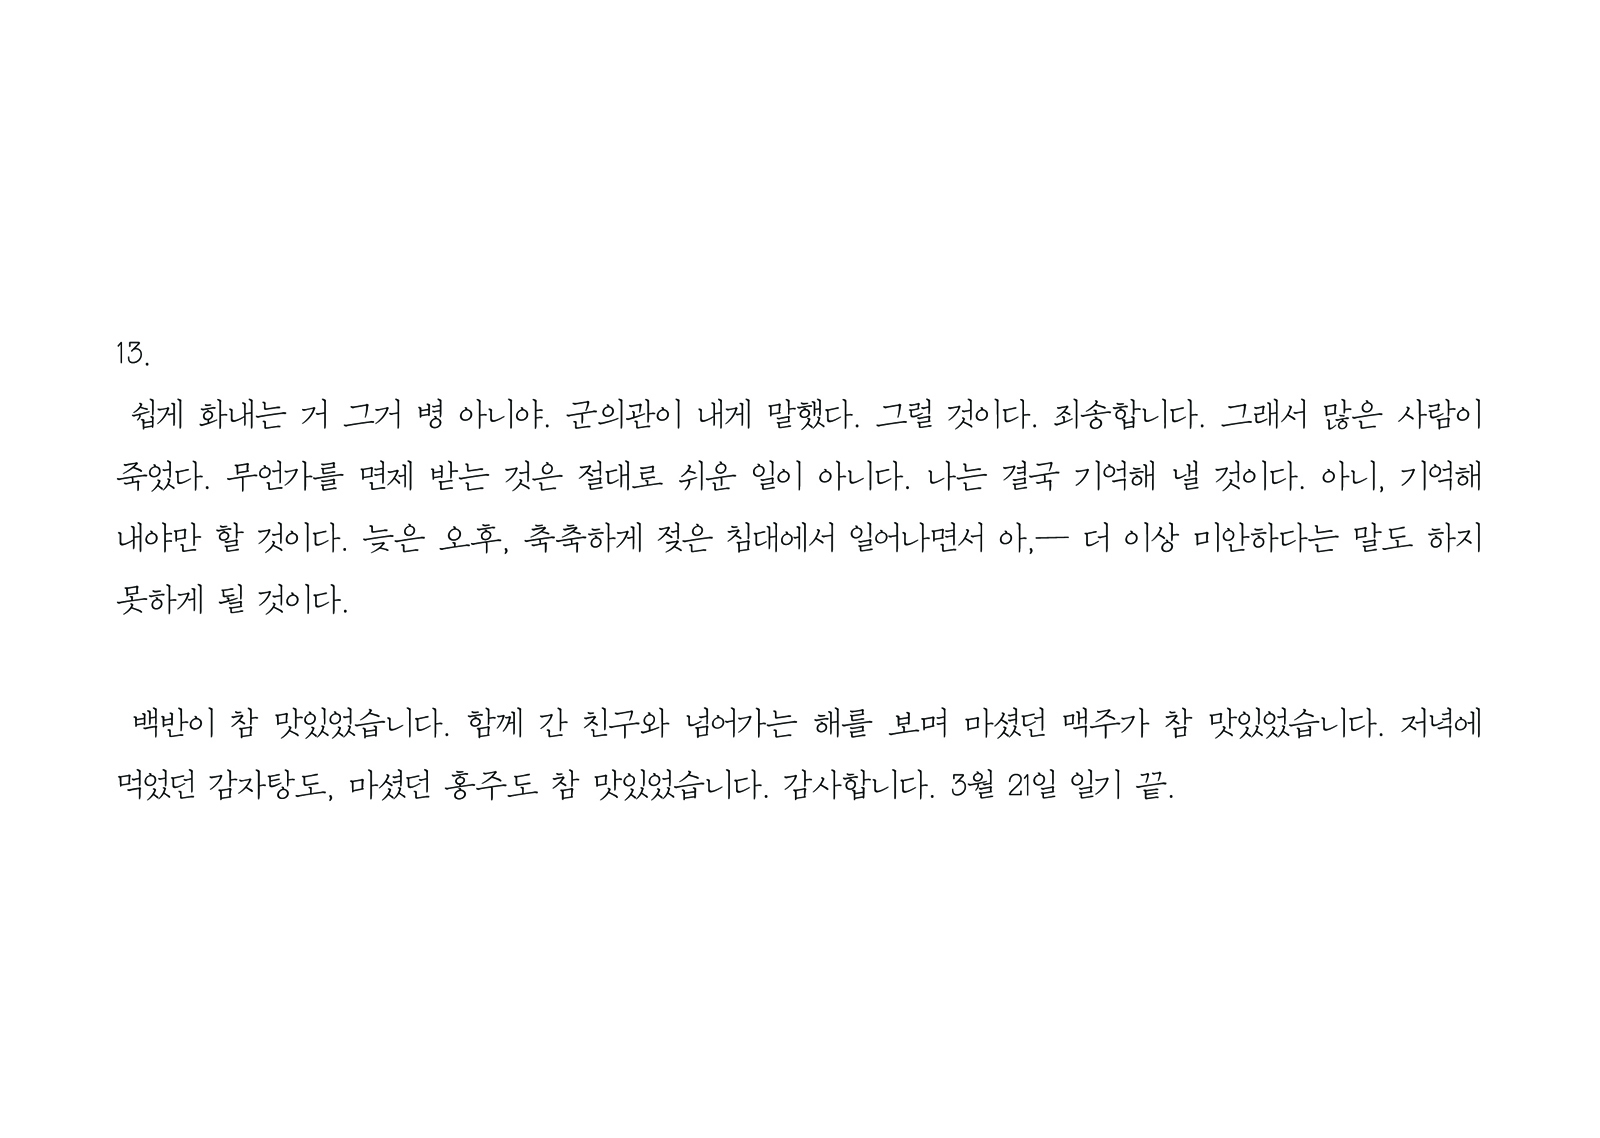 13.
쉽게 화내는 거 그거 병 아니야. 군의관이 내게 말했다. 그럴 것이다. 죄송합니다. 그래서 많은 사람이
죽었다. 무언가를 면제 받는 것은 절대로 쉬운 일이 아니다. 나는 결국 기억해 낼 것이다. 아니, 기억해
내야만 할 것이다. 늦은 오후, 축축하게 젖은 침대에서 일어나면서 아,― 더 이상 미안하다는 말도 하지
못하게 될 것이다.
백반이 참 맛있었습니다. 함께 간 친구와 넘어가는 해를 보며 마셨던 맥주가 참 맛있었습니다. 저녁에
먹었던 감자탕도, 마셨던 홍주도 참 맛있었습니다. 감사합니다. 3월 21일 일기 끝.